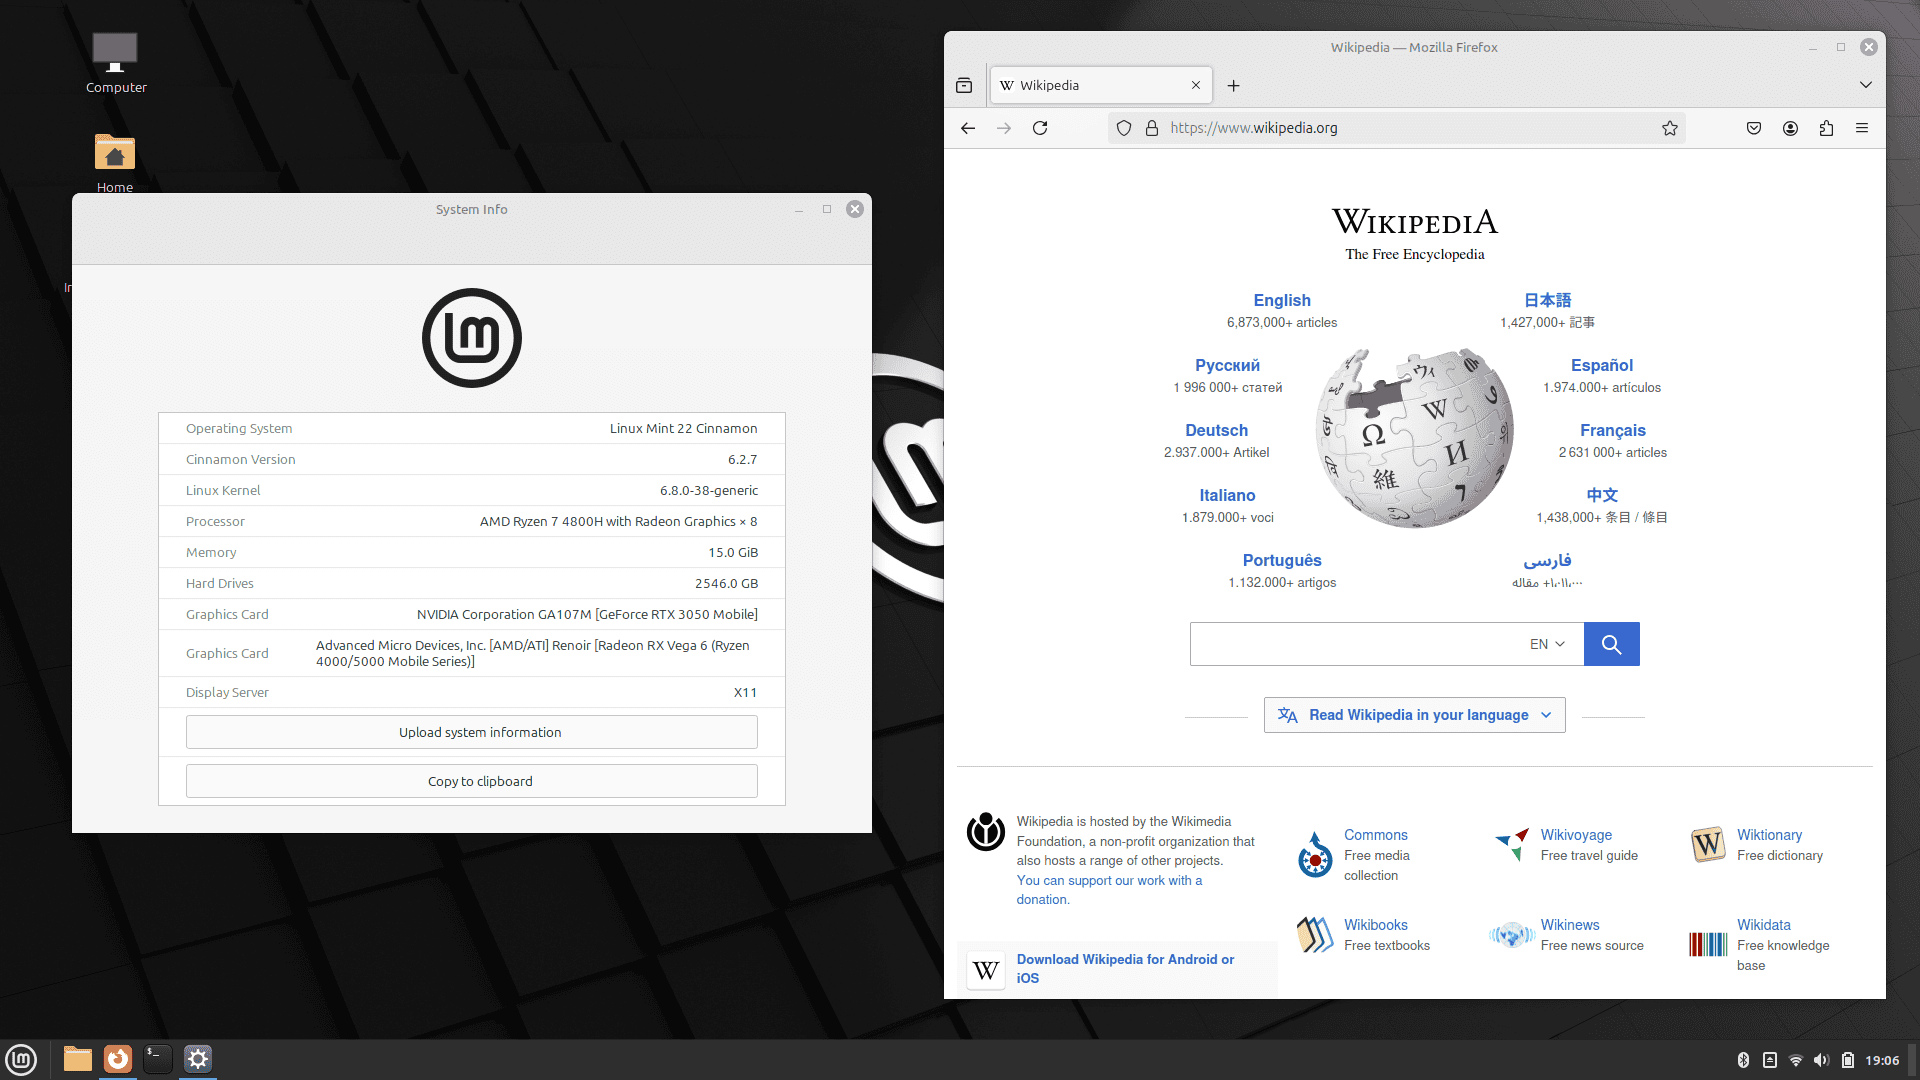 Computer
Home
System Info
Operating System Linux Mint 22 Cinnamon
Cinnamon Version 6.2.7
Linux Kernel 6.8.0-38-generic
Processor AMD Ryzen 7 4800H with Radeon Graphics × 8
Memory 15.0 GiB
Hard Drives 2546.0 GB
Graphics Card NVIDIA Corporation GA107M [GeForce RTX 3050 Mobile]
Graphics Card Advanced Micro Devices, Inc. [AMD/ATI] Renoir [Radeon RX Vega 6 (Ryzen
4000/5000 Mobile Series)]
Display Server X11
Upload system information
Copy to clipboard
Wikipedia — Mozilla Firefox
W Wikipedia
https://www.wikipedia.org
WIKIPEDIA
The Free Encyclopedia
English
6,873,000+ articles
日本語
1,427,000+ 記事
Русский
1 996 000+ статей
Español
1.974.000+ artículos
Deutsch
2.937.000+ Artikel
Français
2 631 000+ articles
Italiano
1.879.000+ voci
中文
1,438,000+ 条目 / 條目
Português
1.132.000+ artigos
فارسی
۱٬۰۱۱٬۰۰۰+ مقاله
EN
Read Wikipedia in your language
Wikipedia is hosted by the Wikimedia
Foundation, a non-profit organization that
also hosts a range of other projects.
You can support our work with a
donation.
W Download Wikipedia for Android or
iOS
Commons
Free media
collection
Wikivoyage
Free travel guide
W Wiktionary
Free dictionary
Wikibooks
Free textbooks
Wikinews
Free news source
Wikidata
Free knowledge
base
19:06